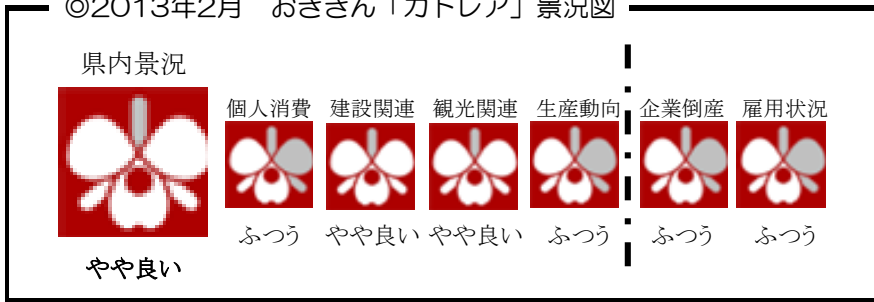 ◎2013年2月 おきぎん「カトレア」景況図
県内景況
個人消費 建設関連 観光関連 生産動向 企業倒産 雇用状況
ふつう やや良い やや良い ふつう ふつう ふつう
やや良い